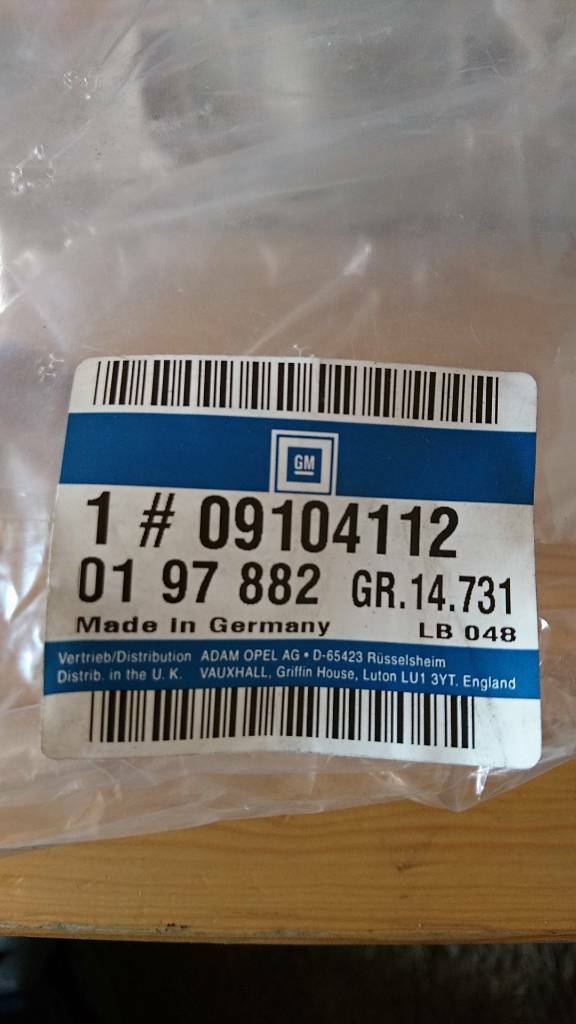 GM
1 # 09104112
01 97 882 GR.14.731
Made in Germany LB 048
Vertrieb/Distribution ADAM OPEL AG • D-65423 Rüsselsheim
Distrib. in the U. K. VAUXHALL, Griffin House, Luton LU1 3YT. England